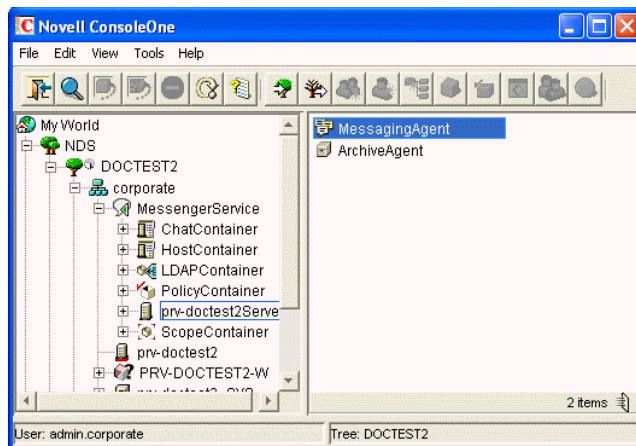 Novell ConsoleOne
File Edit View Tools Help
My World
NDS
DOCTEST2
corporate
MessengerService
ChatContainer
HostContainer
LDAPContainer
PolicyContainer
prv-doctest2Serve
ScopeContainer
prv-doctest2
PRV-DOCTEST2-W
MessagingAgent
ArchiveAgent
2 items
User: admin.corporate
Tree: DOCTEST2